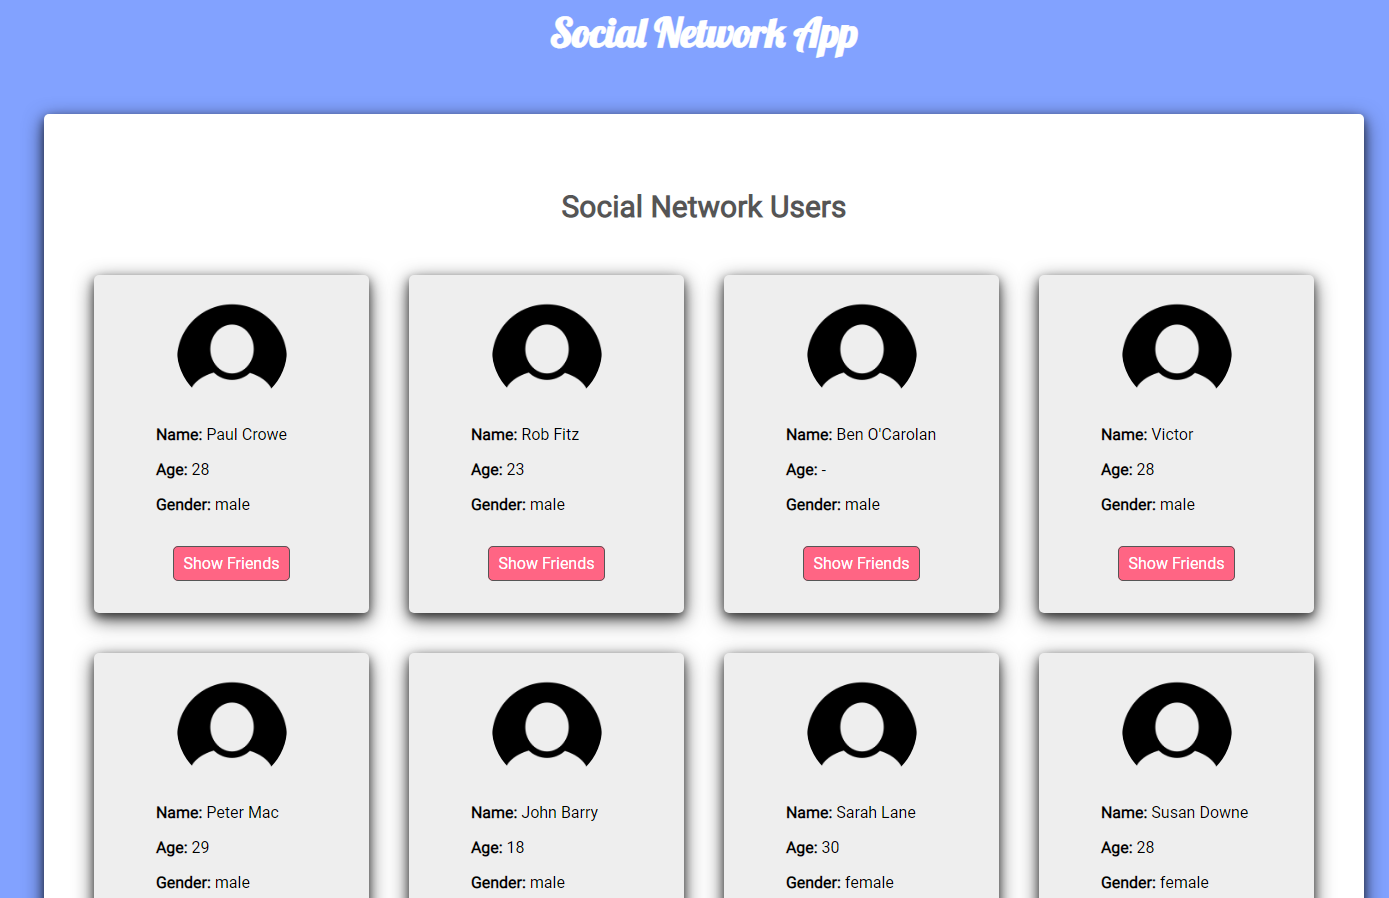 Social Network App
Social Network Users
Name: Paul Crowe
Age: 28
Gender: male
Show Friends
Name: Rob Fitz
Age: 23
Gender: male
Show Friends
Name: Ben O'Carolan
Age: -
Gender: male
Show Friends
Name: Victor
Age: 28
Gender: male
Show Friends
Name: Peter Mac
Age: 29
Gender: male
Name: John Barry
Age: 18
Gender: male
Name: Sarah Lane
Age: 30
Gender: female
Name: Susan Downe
Age: 28
Gender: female